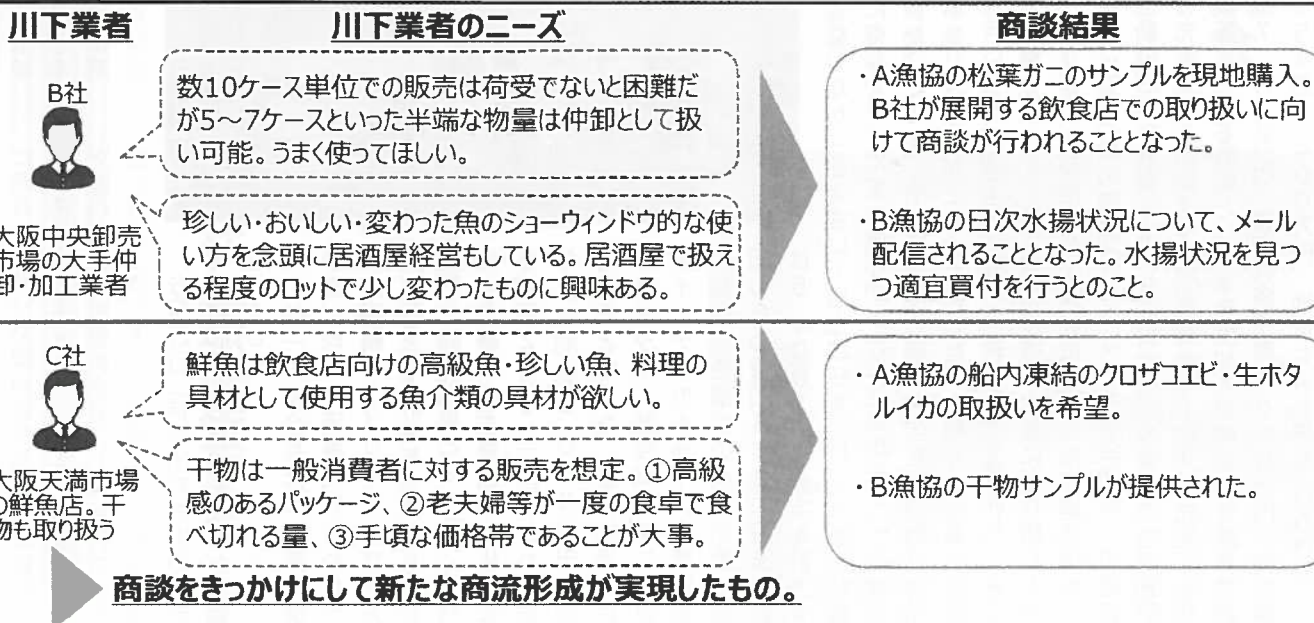 川下業者
川下業者のニーズ
商談結果
B社
大阪中央卸売
市場の大手仲
卸・加工業者
数10ケース単位での販売は荷受でないと困難だ
が5～7ケースといった半端な物量は仲卸として扱
い可能。うまく使ってほしい。
珍しい・おいしい・変わった魚のショーウィンドウ的な使
い方を念頭に居酒屋経営もしている。居酒屋で扱え
る程度のロットで少し変わったものに興味ある。
・A漁協の松葉ガニのサンプルを現地購入。
B社が展開する飲食店での取り扱いに向
けて商談が行われることとなった。
・B漁協の日次水揚状況について、メール
配信されることとなった。水揚状況を見つ
つ適宜買付を行うとのこと。
C社
大阪天満市場
の鮮魚店。干
物も取り扱う
鮮魚は飲食店向けの高級魚・珍しい魚、料理の
具材として使用する魚介類の具材が欲しい。
干物は一般消費者に対する販売を想定。①高級
感のあるパッケージ、②老夫婦等が一度の食卓で食
べ切れる量、③手頃な価格帯であることが大事。
・A漁協の船内凍結のクロザコエビ・生ホタ
ルイカの取扱いを希望。
・B漁協の干物サンプルが提供された。
商談をきっかけにして新たな商流形成が実現したもの。